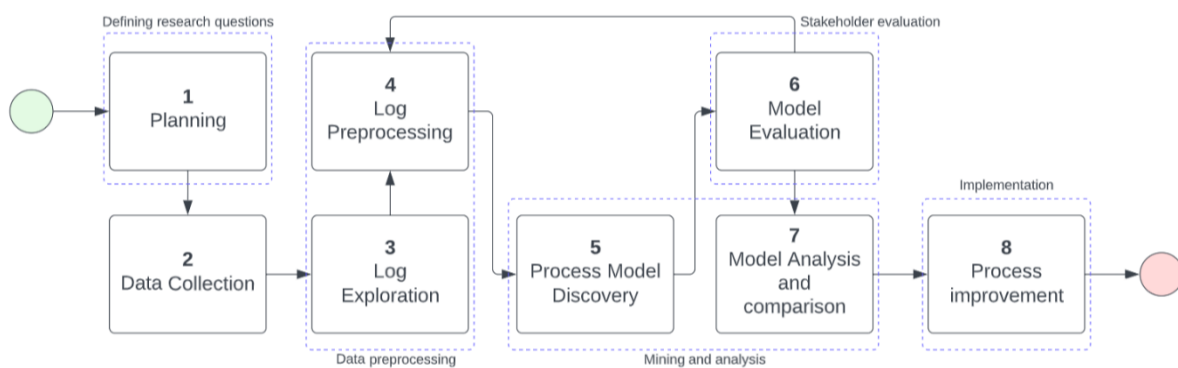 Defining research questions
1
Planning
2
Data Collection
3
Log
Exploration
4
Log
Preprocessing
Data preprocessing
5
Process Model
Discovery
Stakeholder evaluation
6
Model
Evaluation
7
Model Analysis
and
comparison
Mining and analysis
Implementation
8
Process
improvement